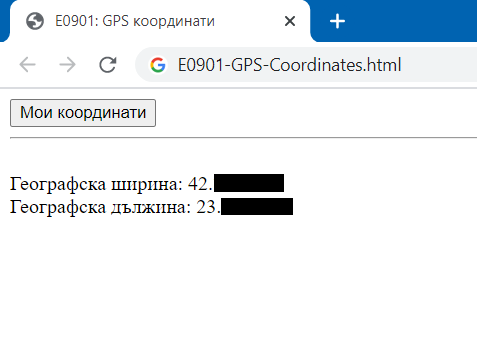 E0901: GPS координати
E0901-GPS-Coordinates.html
Мои координати
Географска ширина: 42.
Географска дължина: 23.